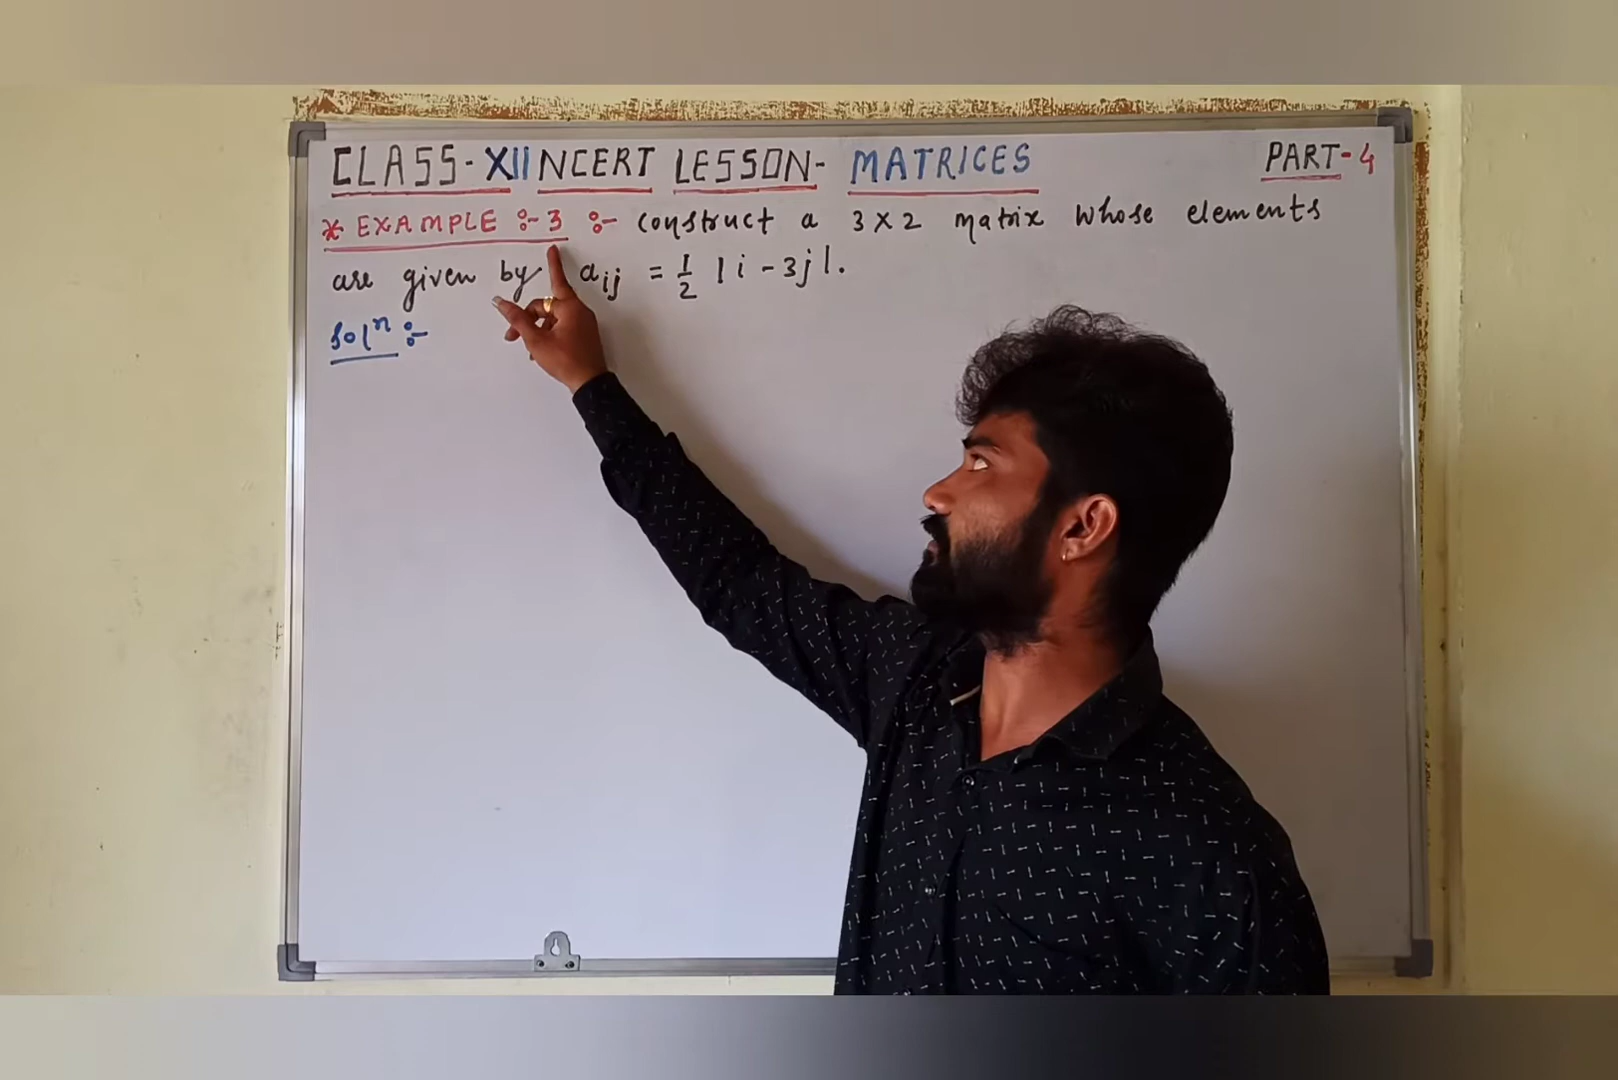 CLASS-XII NCERT LESSON- MATRICES PART-4
* EXAMPLE :- 3 :- construct a 3 X 2 matrix whose elements
are given by aij = 1/2 |i - 3j|.
Solⁿ :-